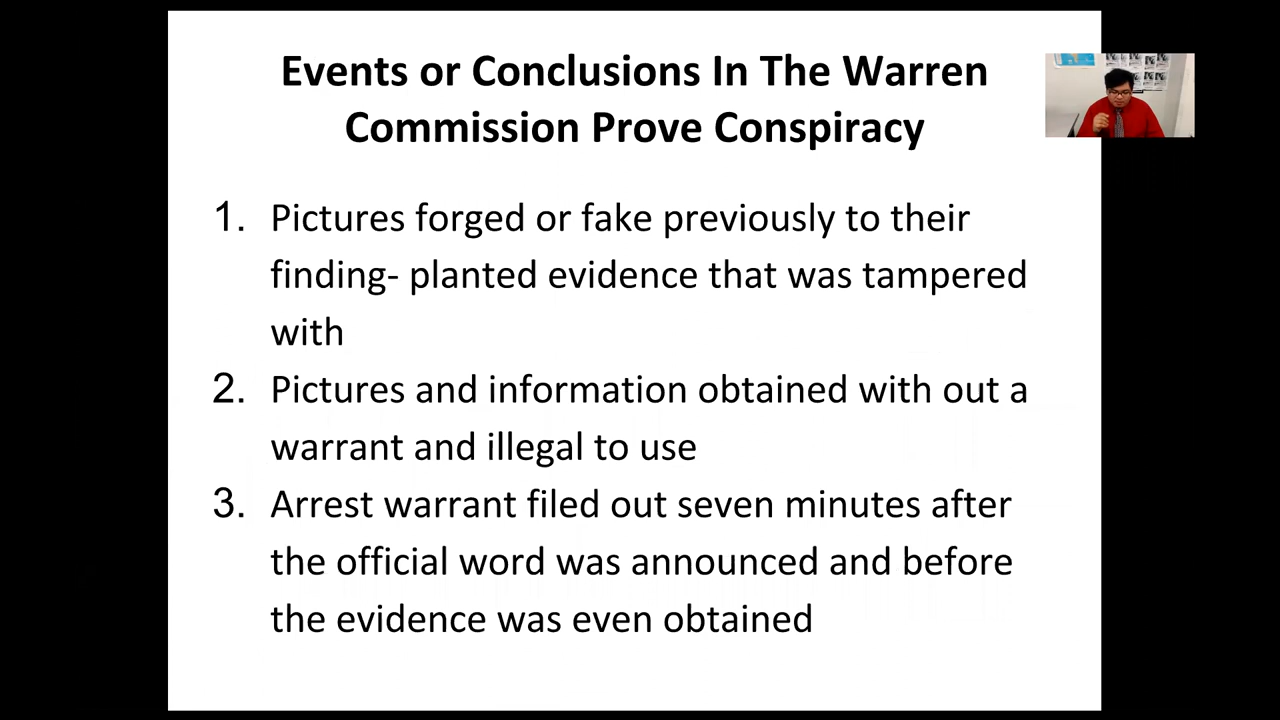 Events or Conclusions In The Warren
Commission Prove Conspiracy
1. Pictures forged or fake previously to their
finding- planted evidence that was tampered
with
2. Pictures and information obtained with out a
warrant and illegal to use
3. Arrest warrant filed out seven minutes after
the official word was announced and before
the evidence was even obtained